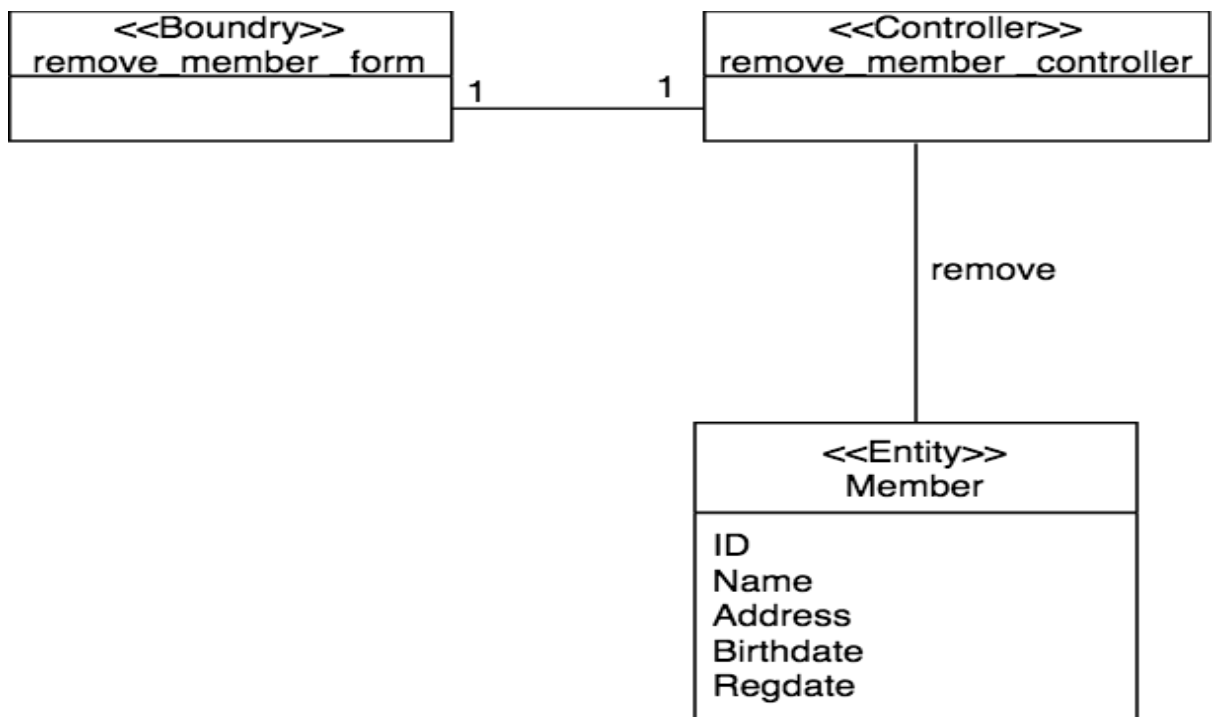 <<Boundry>>
remove_member _form
1
1
<<Controller>>
remove_member _controller
remove
<<Entity>>
Member
ID
Name
Address
Birthdate
Regdate